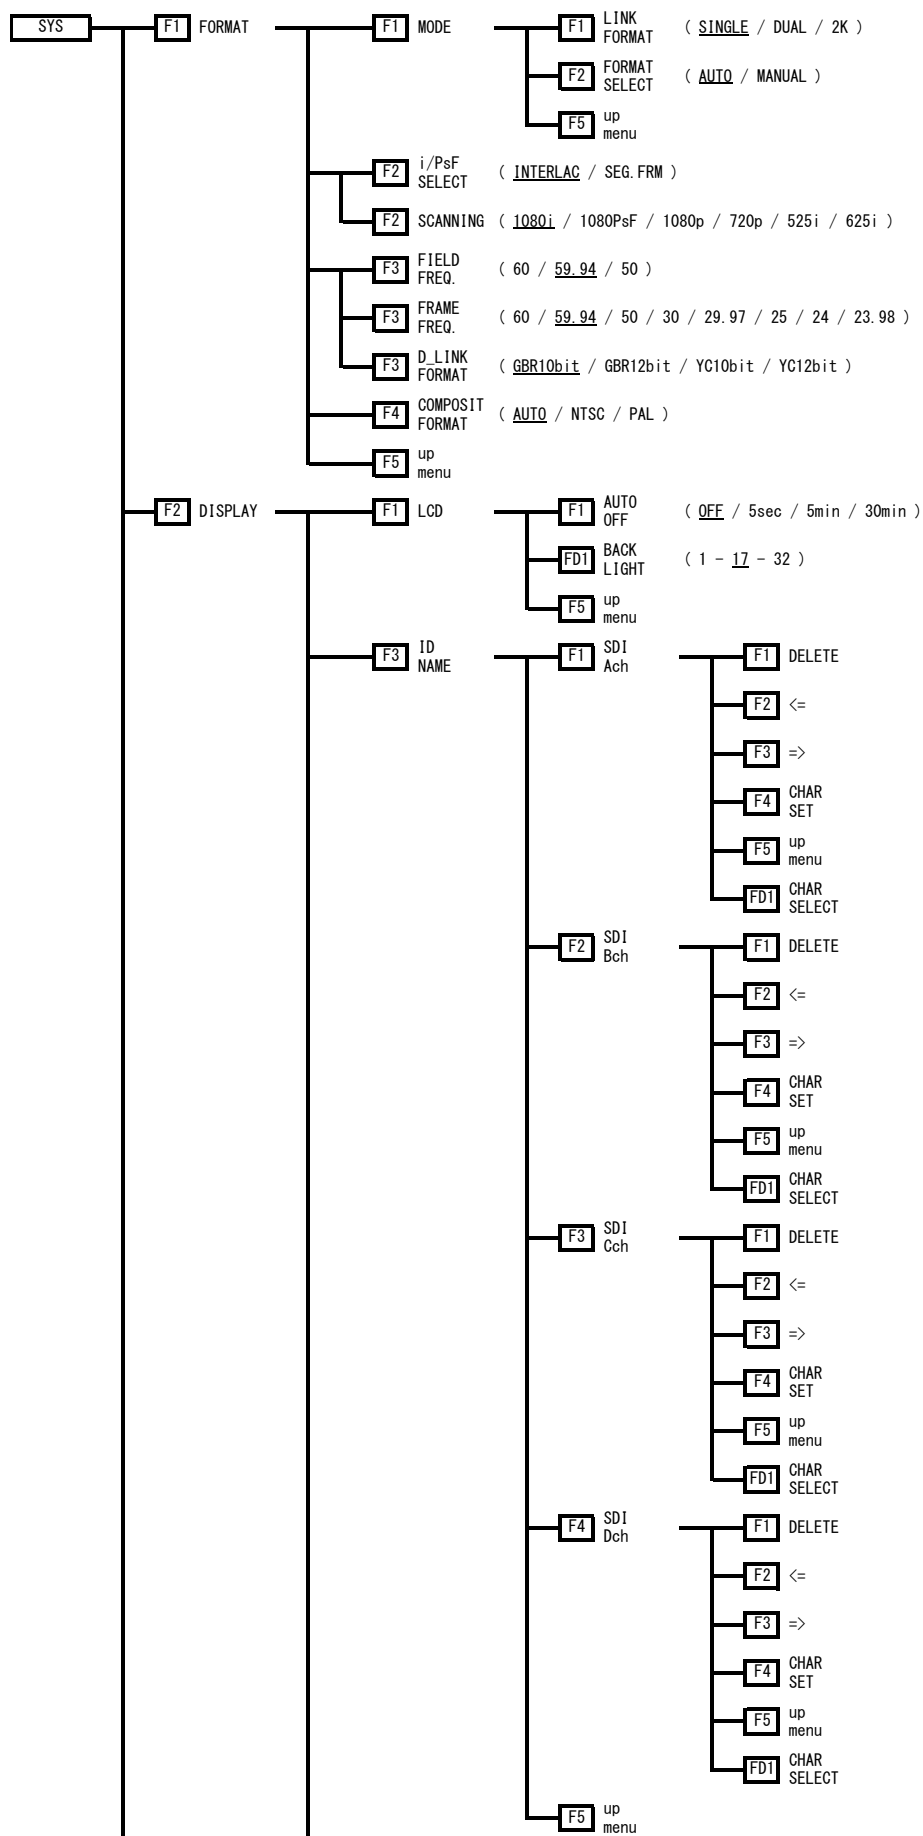 SYS F1 FORMAT F1 MODE F1 LINK FORMAT ( SINGLE / DUAL / 2K )
F2 FORMAT SELECT ( AUTO / MANUAL )
F5 up menu
F2 i/PsF SELECT ( INTERLAC / SEG.FRM )
F2 SCANNING ( 1080i / 1080PsF / 1080p / 720p / 525i / 625i )
F3 FIELD FREQ. ( 60 / 59.94 / 50 )
F3 FRAME FREQ. ( 60 / 59.94 / 50 / 30 / 29.97 / 25 / 24 / 23.98 )
F3 D_LINK FORMAT ( GBR10bit / GBR12bit / YC10bit / YC12bit )
F4 COMPOSIT FORMAT ( AUTO / NTSC / PAL )
F5 up menu
F2 DISPLAY F1 LCD F1 AUTO OFF ( OFF / 5sec / 5min / 30min )
FD1 BACK LIGHT ( 1 - 17 - 32 )
F5 up menu
F3 ID NAME F1 SDI Ach F1 DELETE
F2 <=
F3 =>
F4 CHAR SET
F5 up menu
FD1 CHAR SELECT
F2 SDI Bch F1 DELETE
F2 <=
F3 =>
F4 CHAR SET
F5 up menu
FD1 CHAR SELECT
F3 SDI Cch F1 DELETE
F2 <=
F3 =>
F4 CHAR SET
F5 up menu
FD1 CHAR SELECT
F4 SDI Dch F1 DELETE
F2 <=
F3 =>
F4 CHAR SET
F5 up menu
FD1 CHAR SELECT
F5 up menu